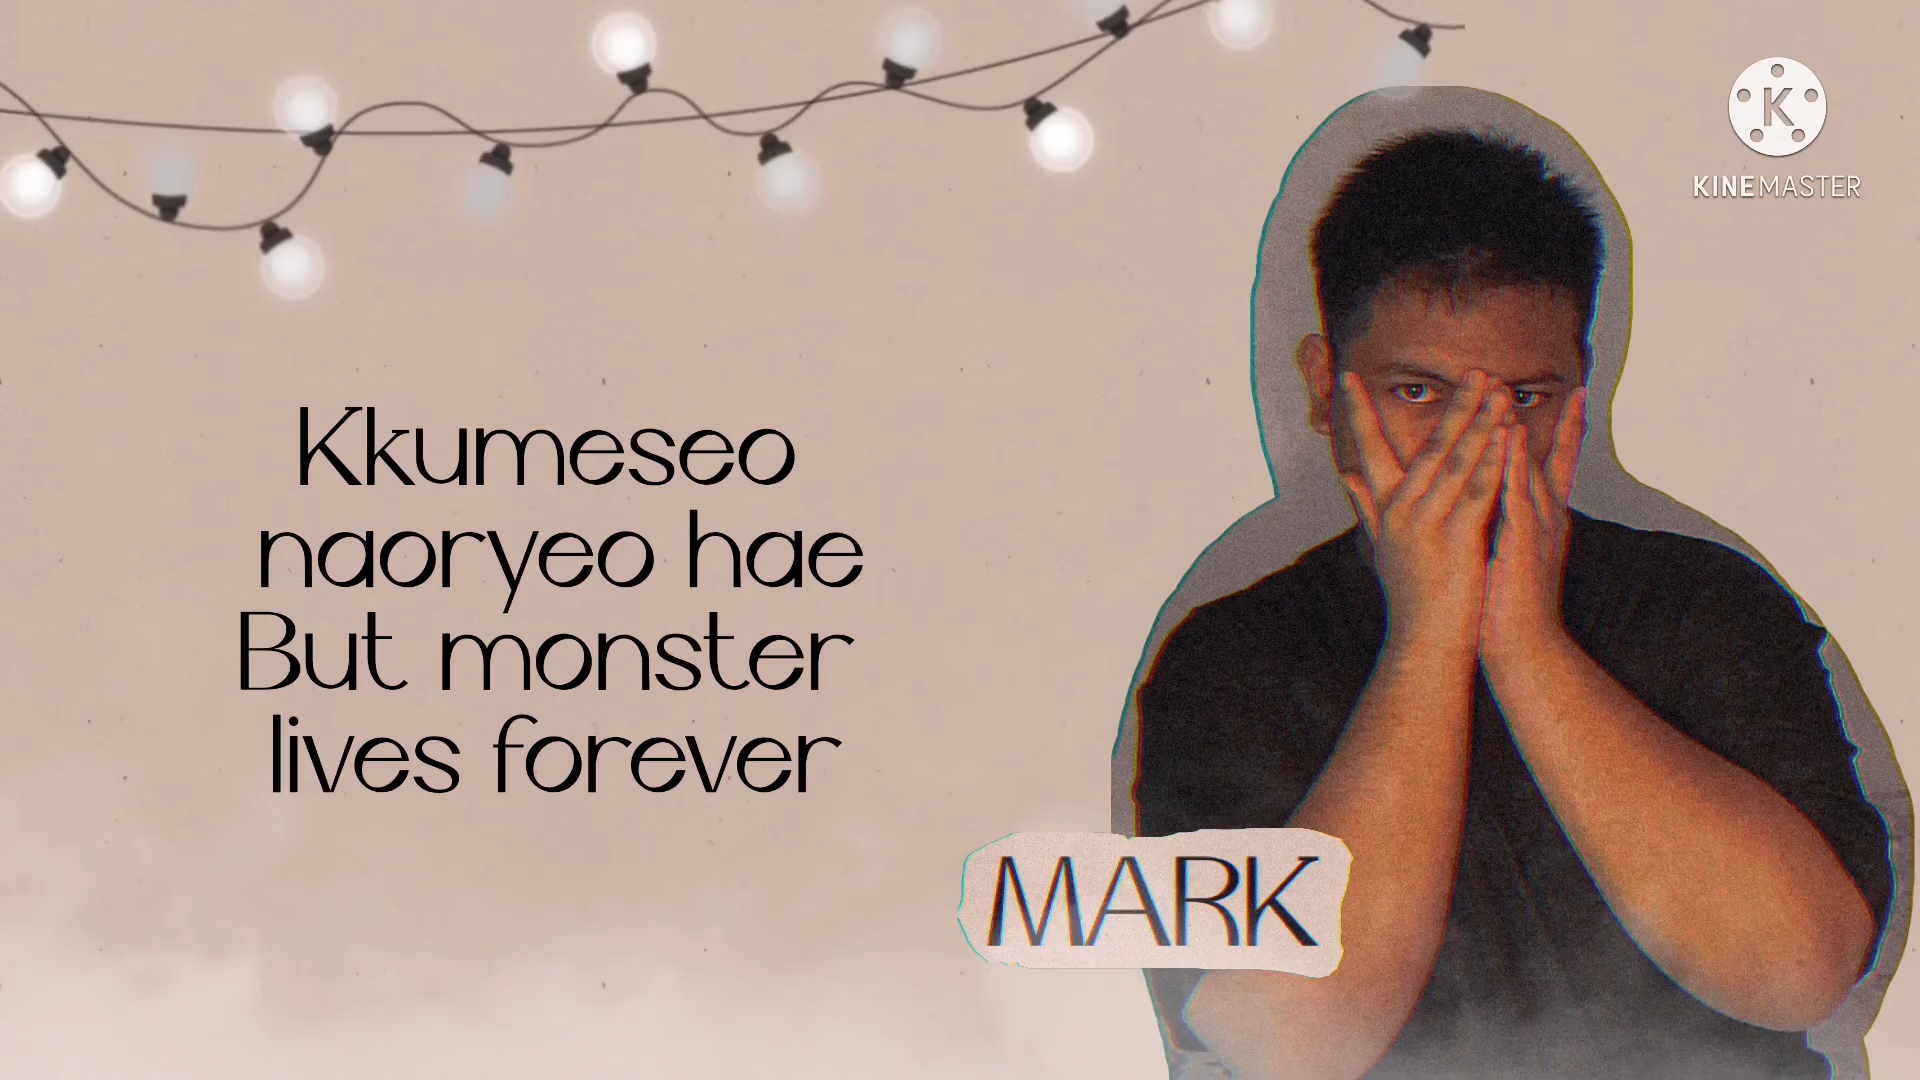 KINEMASTER
Kkumeseo
naoryeo hae
But monster
lives forever
MARK